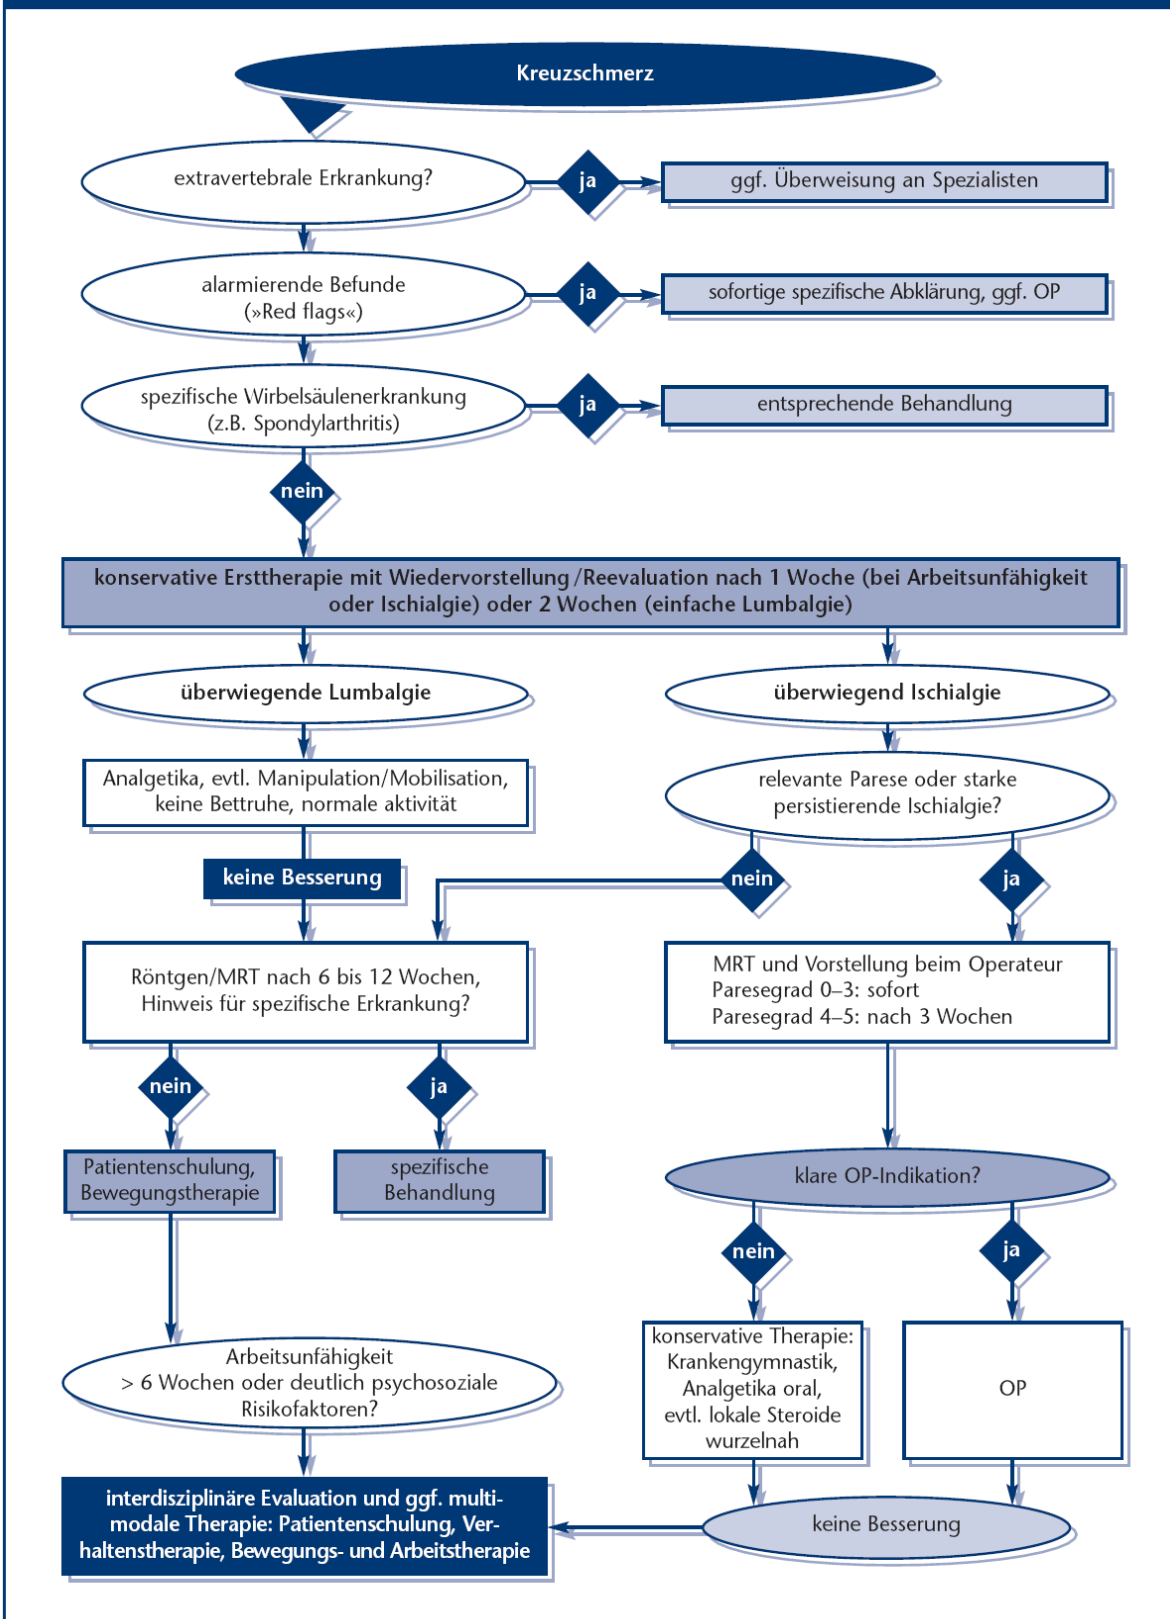 Kreuzschmerz
extravertebrale Erkrankung?
ja
ggf. Überweisung an Spezialisten
alarmierende Befunde
(»Red flags«)
ja
sofortige spezifische Abklärung, ggf. OP
spezifische Wirbelsäulenerkrankung
(z.B. Spondylarthritis)
ja
entsprechende Behandlung
nein
konservative Ersttherapie mit Wiedervorstellung/Reevaluation nach 1 Woche (bei Arbeitsunfähigkeit
oder Ischialgie) oder 2 Wochen (einfache Lumbalgie)
überwiegende Lumbalgie
überwiegend Ischialgie
Analgetika, evtl. Manipulation/Mobilisation,
keine Bettruhe, normale aktivität
relevante Parese oder starke
persistierende Ischialgie?
keine Besserung
nein
ja
Röntgen/MRT nach 6 bis 12 Wochen,
Hinweis für spezifische Erkrankung?
MRT und Vorstellung beim Operateur
Paresegrad 0–3: sofort
Paresegrad 4–5: nach 3 Wochen
nein
ja
Patientenschulung,
Bewegungstherapie
spezifische
Behandlung
klare OP-Indikation?
nein
ja
konservative Therapie:
Krankengymnastik,
Analgetika oral,
evtl. lokale Steroide
wurzelnah
OP
Arbeitsunfähigkeit
> 6 Wochen oder deutlich psychosoziale
Risikofaktoren?
interdisziplinäre Evaluation und ggf. multi-
modale Therapie: Patientenschulung, Ver-
haltenstherapie, Bewegungs- und Arbeitstherapie
keine Besserung